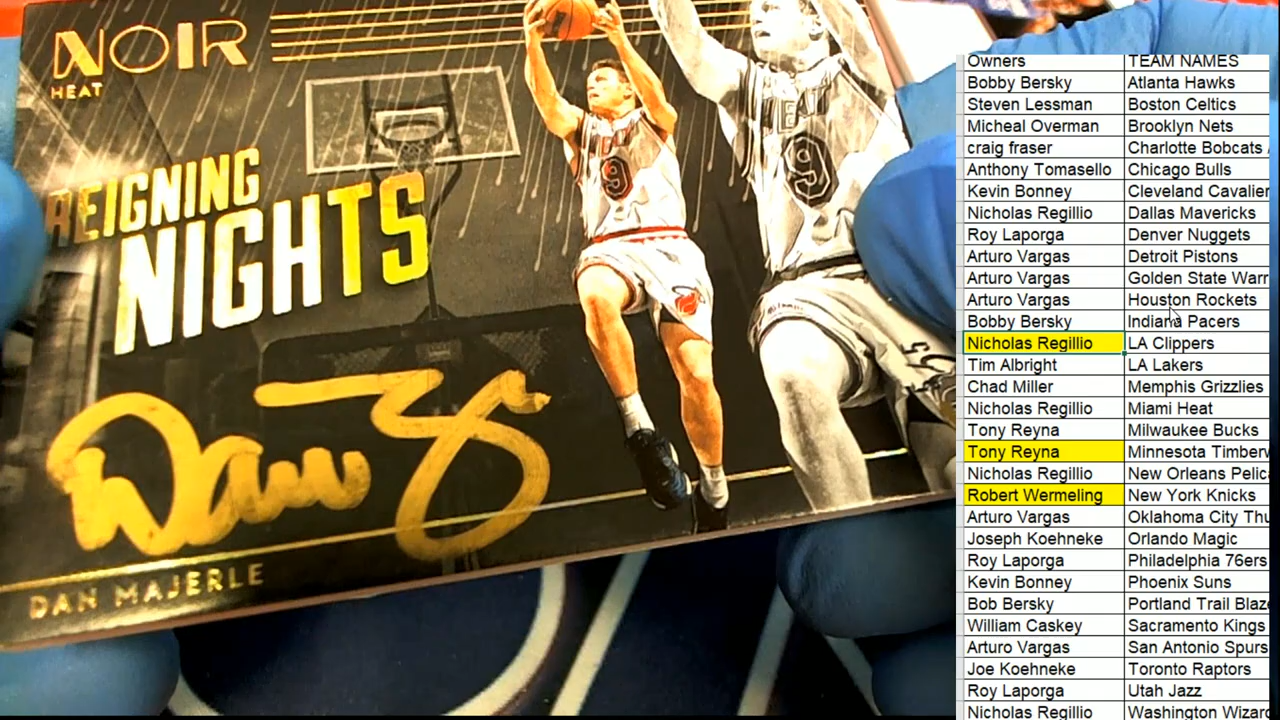 NOIR
HEAT
REIGNING
NIGHTS
HEAT
9
HEAT
9
DAN MAJERLE
Owners TEAM NAMES
Bobby Bersky Atlanta Hawks
Steven Lessman Boston Celtics
Micheal Overman Brooklyn Nets
craig fraser Charlotte Bobcats
Anthony Tomasello Chicago Bulls
Kevin Bonney Cleveland Cavalier
Nicholas Regillio Dallas Mavericks
Roy Laporga Denver Nuggets
Arturo Vargas Detroit Pistons
Arturo Vargas Golden State Warr
Arturo Vargas Houston Rockets
Bobby Bersky Indiana Pacers
Nicholas Regillio LA Clippers
Tim Albright LA Lakers
Chad Miller Memphis Grizzlies
Nicholas Regillio Miami Heat
Tony Reyna Milwaukee Bucks
Tony Reyna Minnesota Timberv
Nicholas Regillio New Orleans Pelic
Robert Wermeling New York Knicks
Arturo Vargas Oklahoma City Thu
Joseph Koehneke Orlando Magic
Roy Laporga Philadelphia 76ers
Kevin Bonney Phoenix Suns
Bob Bersky Portland Trail Blaze
William Caskey Sacramento Kings
Arturo Vargas San Antonio Spurs
Joe Koehneke Toronto Raptors
Roy Laporga Utah Jazz
Nicholas Regillio Washington Wizard